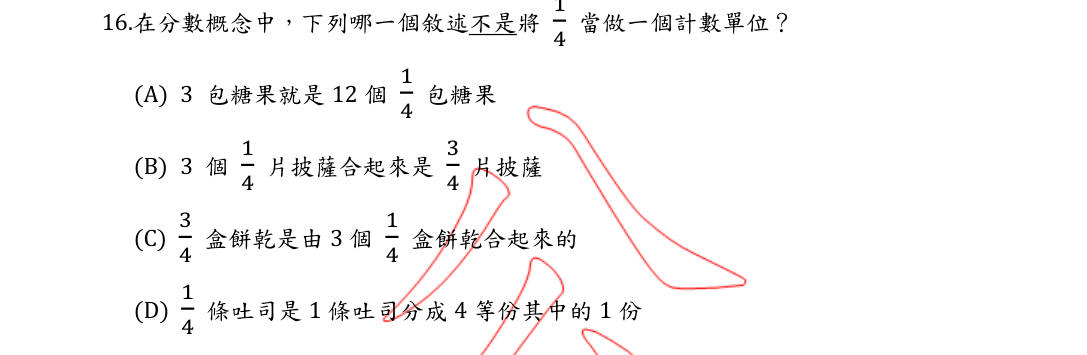 16.在分數概念中，下列哪一個敘述不是將 1/4 當做一個計數單位？
(A) 3 包糖果就是 12 個 1/4 包糖果
(B) 3 個 1/4 片披薩合起來是 3/4 片披薩
(C) 3/4 盒餅乾是由 3 個 1/4 盒餅乾合起來的
(D) 1/4 條吐司是 1 條吐司分成 4 等份其中的 1 份